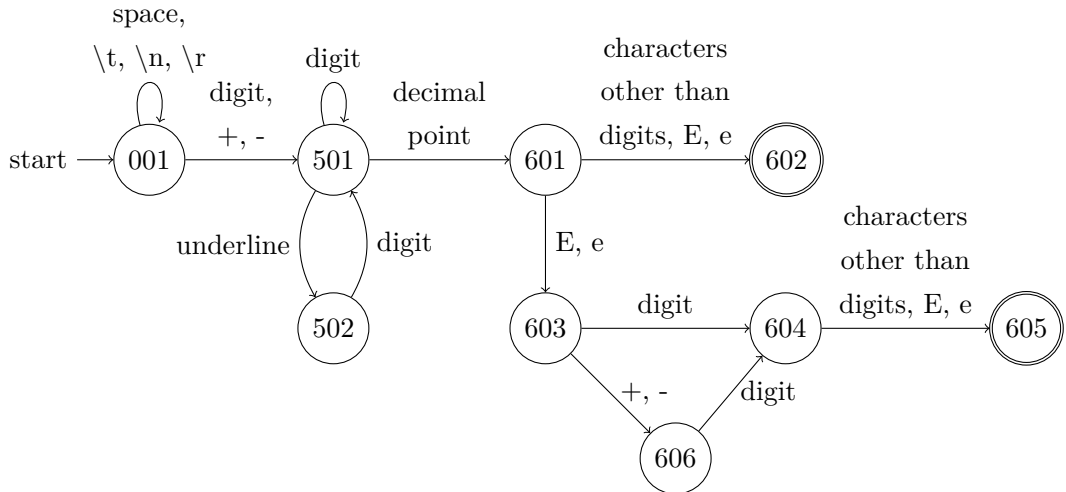 space,
\t, \n, \r
digit,
+, -
digit
decimal
point
characters
other than
digits, E, e
start
001
501
601
602
underline
digit
E, e
characters
other than
digits, E, e
502
603
digit
604
605
+, -
digit
606